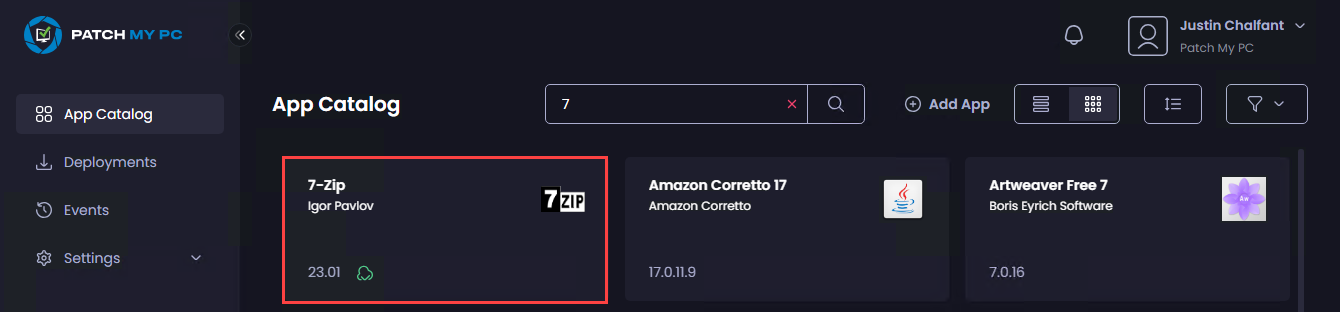 PATCH MY PC
Justin Chalfant
Patch My PC
App Catalog
Deployments
Events
Settings
App Catalog
7
Add App
7-Zip
Igor Pavlov
7ZIP
23.01
Amazon Corretto 17
Amazon Corretto
17.0.11.9
Artweaver Free 7
Boris Eyrich Software
Aw
7.0.16